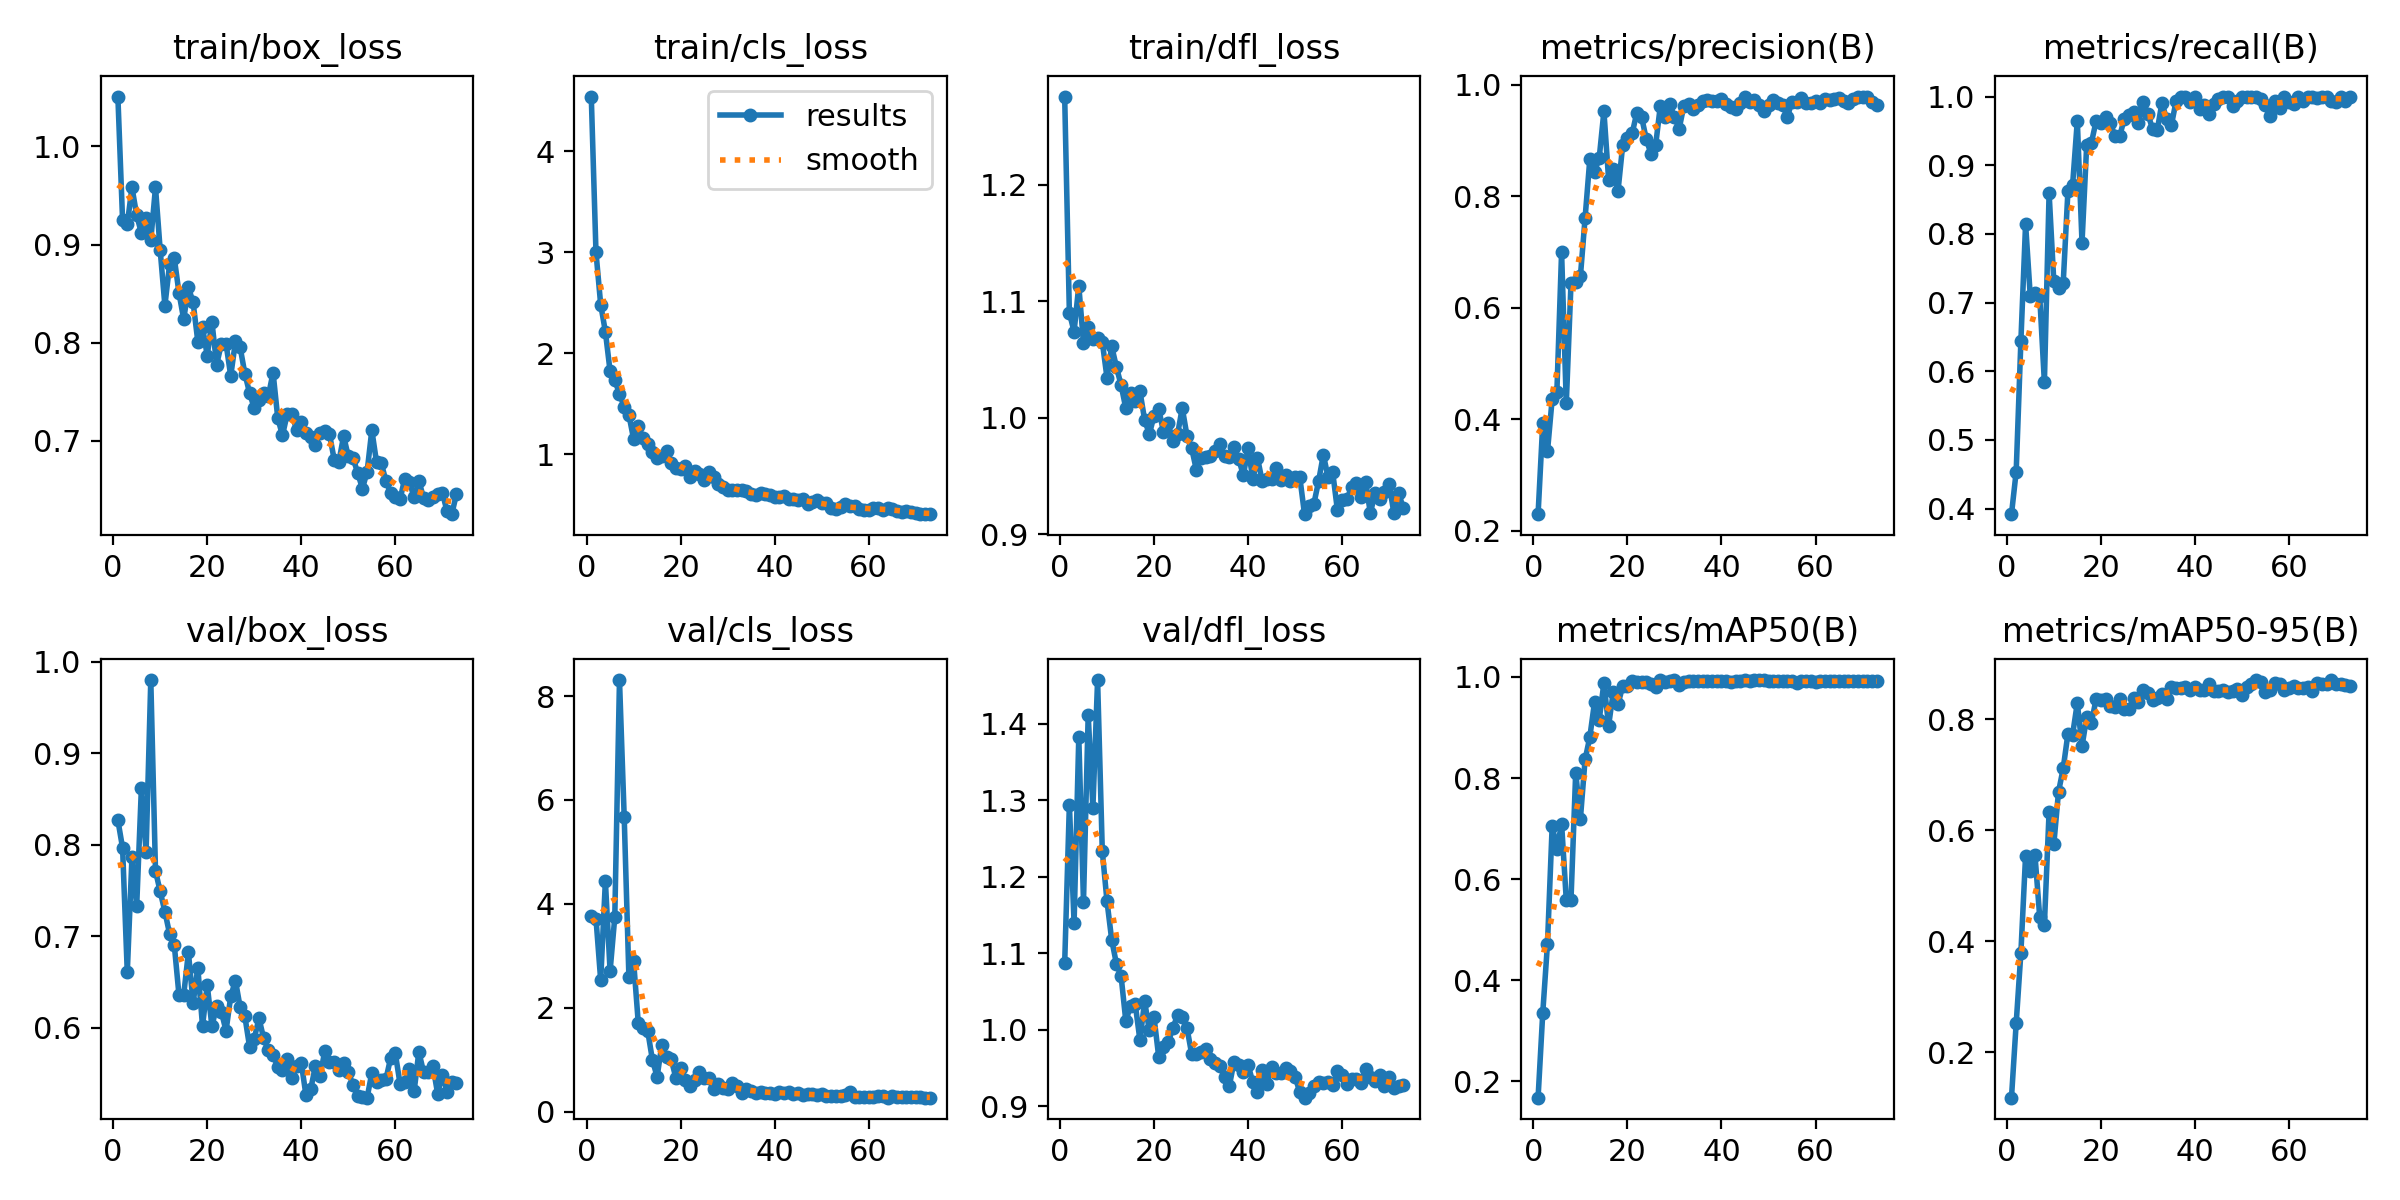 train/box_loss
1.0
0.9
0.8
0.7
0 20 40 60
train/cls_loss
results
smooth
4
3
2
1
0 20 40 60
train/dfl_loss
1.2
1.1
1.0
0.9
0 20 40 60
metrics/precision(B)
1.0
0.8
0.6
0.4
0.2
0 20 40 60
metrics/recall(B)
1.0
0.9
0.8
0.7
0.6
0.5
0.4
0 20 40 60
val/box_loss
1.0
0.9
0.8
0.7
0.6
0 20 40 60
val/cls_loss
8
6
4
2
0
0 20 40 60
val/dfl_loss
1.4
1.3
1.2
1.1
1.0
0.9
0 20 40 60
metrics/mAP50(B)
1.0
0.8
0.6
0.4
0.2
0 20 40 60
metrics/mAP50-95(B)
0.8
0.6
0.4
0.2
0 20 40 60